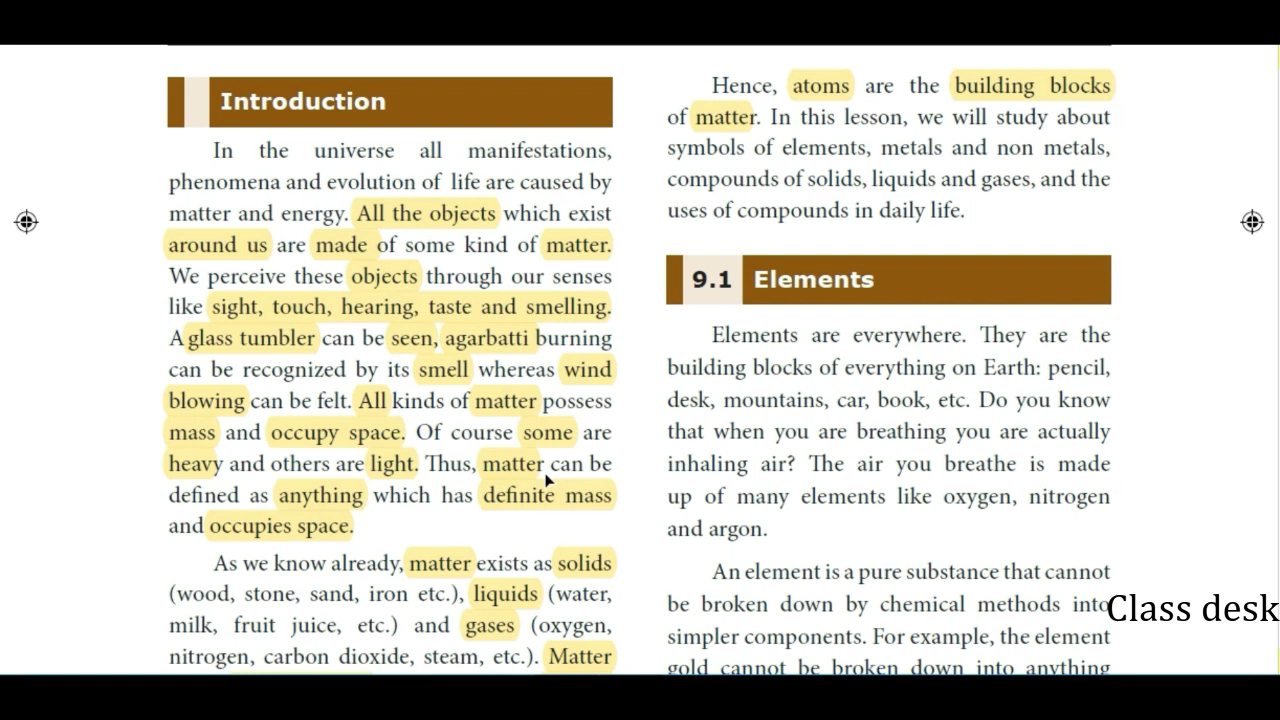 Introduction
In the universe all manifestations,
phenomena and evolution of life are caused by
matter and energy. All the objects which exist
around us are made of some kind of matter.
We perceive these objects through our senses
like sight, touch, hearing, taste and smelling.
A glass tumbler can be seen, agarbatti burning
can be recognized by its smell whereas wind
blowing can be felt. All kinds of matter possess
mass and occupy space. Of course some are
heavy and others are light. Thus, matter can be
defined as anything which has definite mass
and occupies space.
As we know already, matter exists as solids
(wood, stone, sand, iron etc.), liquids (water,
milk, fruit juice, etc.) and gases (oxygen,
nitrogen, carbon dioxide, steam, etc.). Matter
Hence, atoms are the building blocks
of matter. In this lesson, we will study about
symbols of elements, metals and non metals,
compounds of solids, liquids and gases, and the
uses of compounds in daily life.
9.1 Elements
Elements are everywhere. They are the
building blocks of everything on Earth: pencil,
desk, mountains, car, book, etc. Do you know
that when you are breathing you are actually
inhaling air? The air you breathe is made
up of many elements like oxygen, nitrogen
and argon.
An element is a pure substance that cannot
be broken down by chemical methods into
simpler components. For example, the element
gold cannot be broken down into anything
Class desk